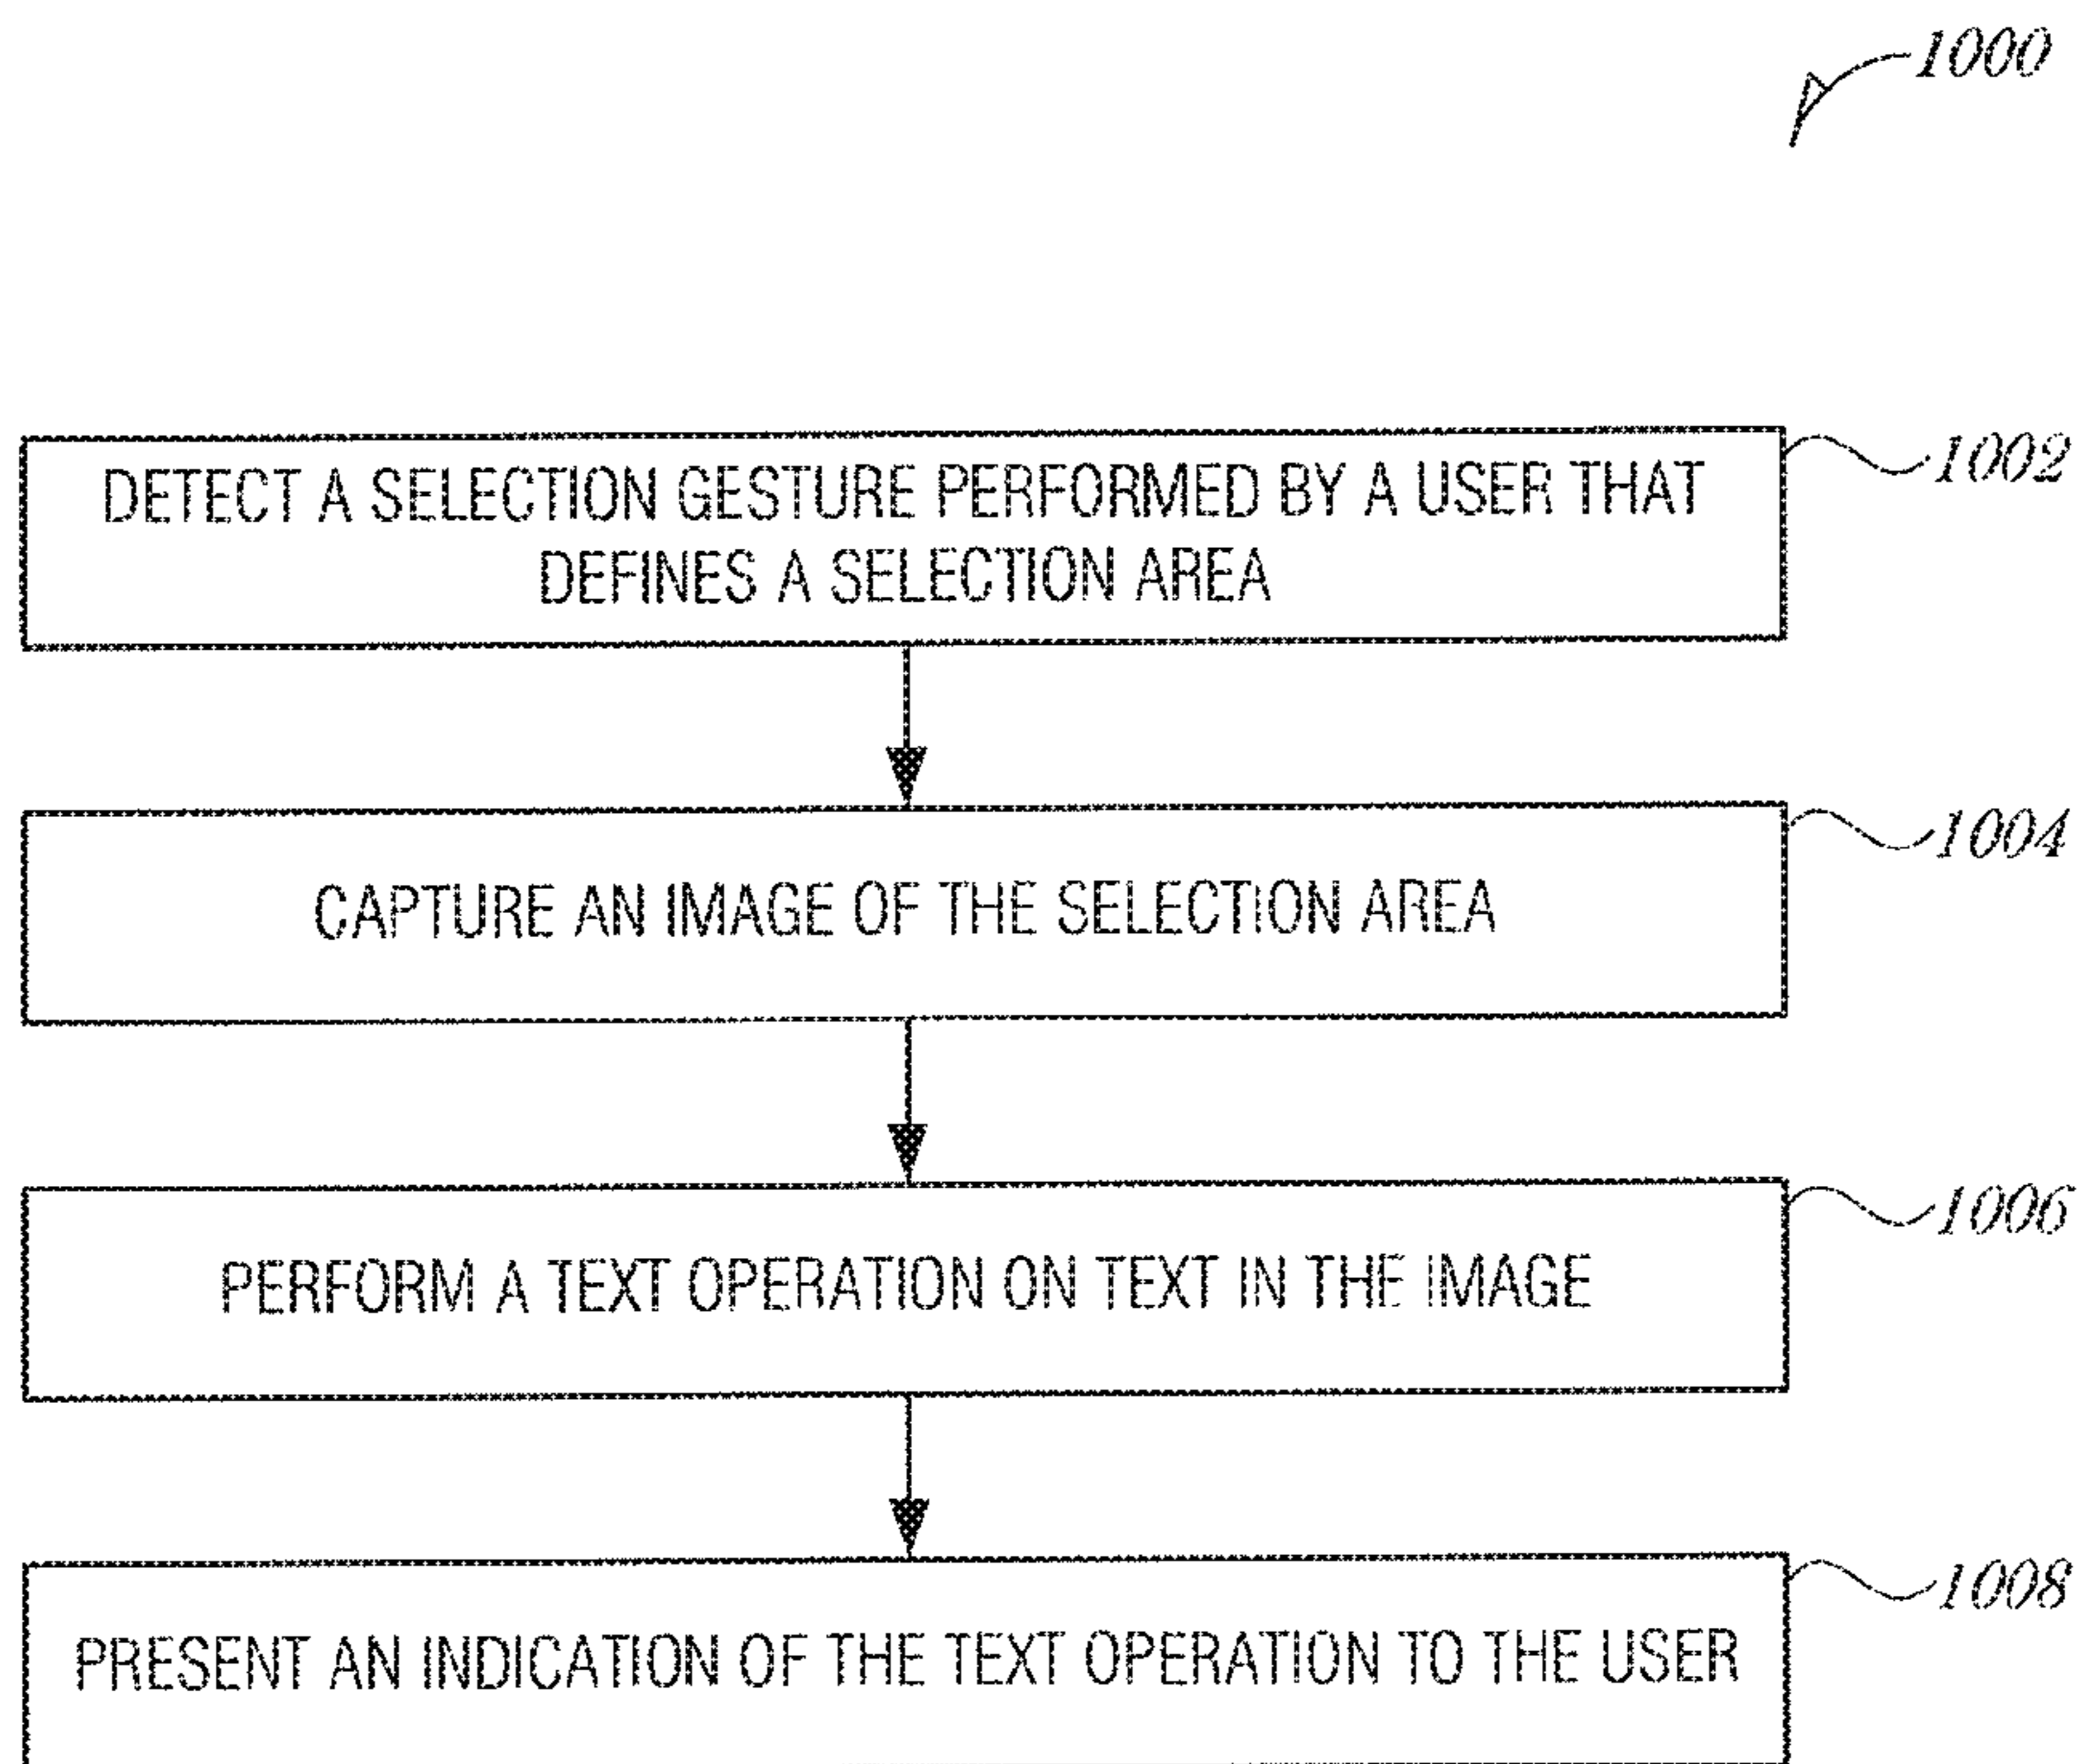 1000
DETECT A SELECTION GESTURE PERFORMED BY A USER THAT
DEFINES A SELECTION AREA
1002
CAPTURE AN IMAGE OF THE SELECTION AREA
1004
PERFORM A TEXT OPERATION ON TEXT IN THE IMAGE
1006
PRESENT AN INDICATION OF THE TEXT OPERATION TO THE USER
1008